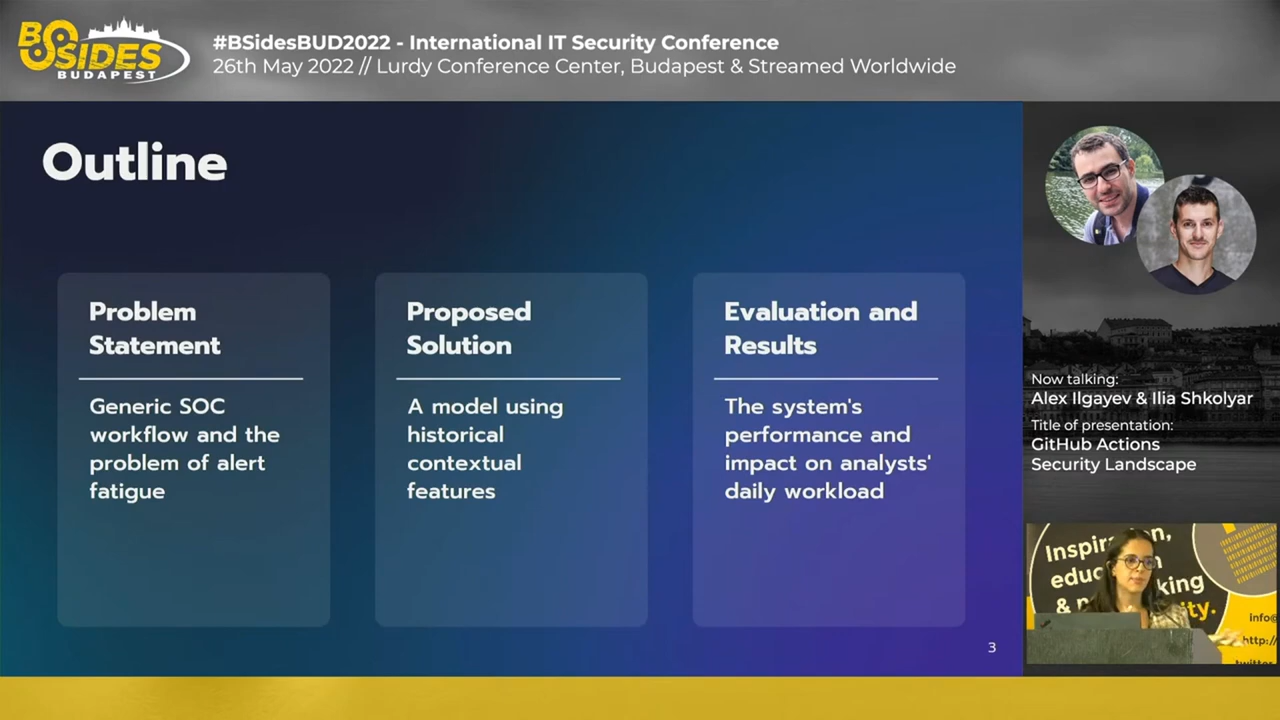 BSIDES
BUDAPEST
#BSidesBUD2022 - International IT Security Conference
26th May 2022 // Lurdy Conference Center, Budapest & Streamed Worldwide
Outline
Problem
Statement
Generic SOC
workflow and the
problem of alert
fatigue
Proposed
Solution
A model using
historical
contextual
features
Evaluation and
Results
The system's
performance and
impact on analysts'
daily workload
3
Now talking:
Alex Ilgayev & Ilia Shkolyar
Title of presentation:
GitHub Actions
Security Landscape
info@
http://
twitter